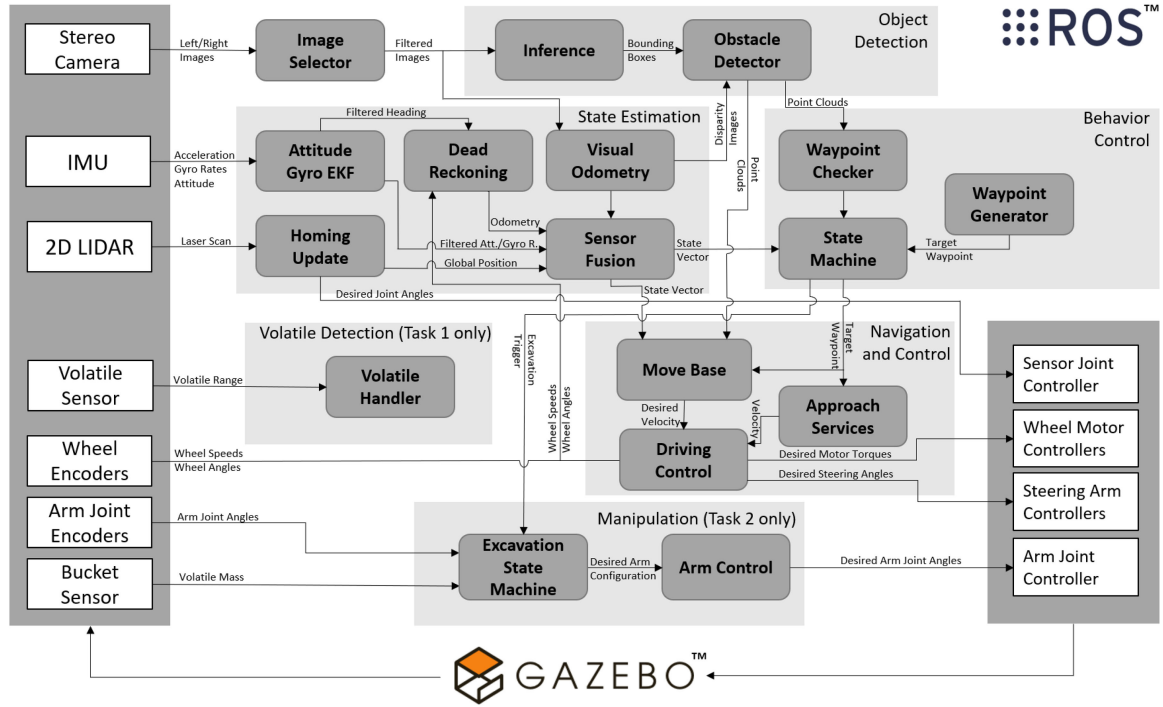 Stereo
Camera
Left/Right
Images
Image
Selector
Filtered
Images
Inference
Bounding
Boxes
Obstacle
Detector
Object
Detection
ROS™
Point Clouds
Disparity
Images
Point
Clouds
Filtered Heading
State Estimation
Behavior
Control
IMU
Acceleration
Gyro Rates
Attitude
Attitude
Gyro EKF
Dead
Reckoning
Visual
Odometry
Waypoint
Checker
Waypoint
Generator
2D LIDAR
Laser Scan
Homing
Update
Odometry
Filtered Att./Gyro R.
Global Position
Sensor
Fusion
State
Vector
State
Machine
Target
Waypoint
Desired Joint Angles
State Vector
Volatile Detection (Task 1 only)
Excavation
Trigger
Target
Waypoint
Navigation
and Control
Volatile
Sensor
Volatile Range
Volatile
Handler
Move Base
Sensor Joint
Controller
Desired
Velocity
Velocity
Approach
Services
Wheel Speeds
Wheel Angles
Wheel
Encoders
Wheel Speeds
Wheel Angles
Driving
Control
Desired Motor Torques
Desired Steering Angles
Wheel Motor
Controllers
Steering Arm
Controllers
Arm Joint
Encoders
Arm Joint Angles
Manipulation (Task 2 only)
Excavation
State
Machine
Desired Arm
Configuration
Arm Control
Desired Arm Joint Angles
Arm Joint
Controller
Bucket
Sensor
Volatile Mass
GAZEBO™